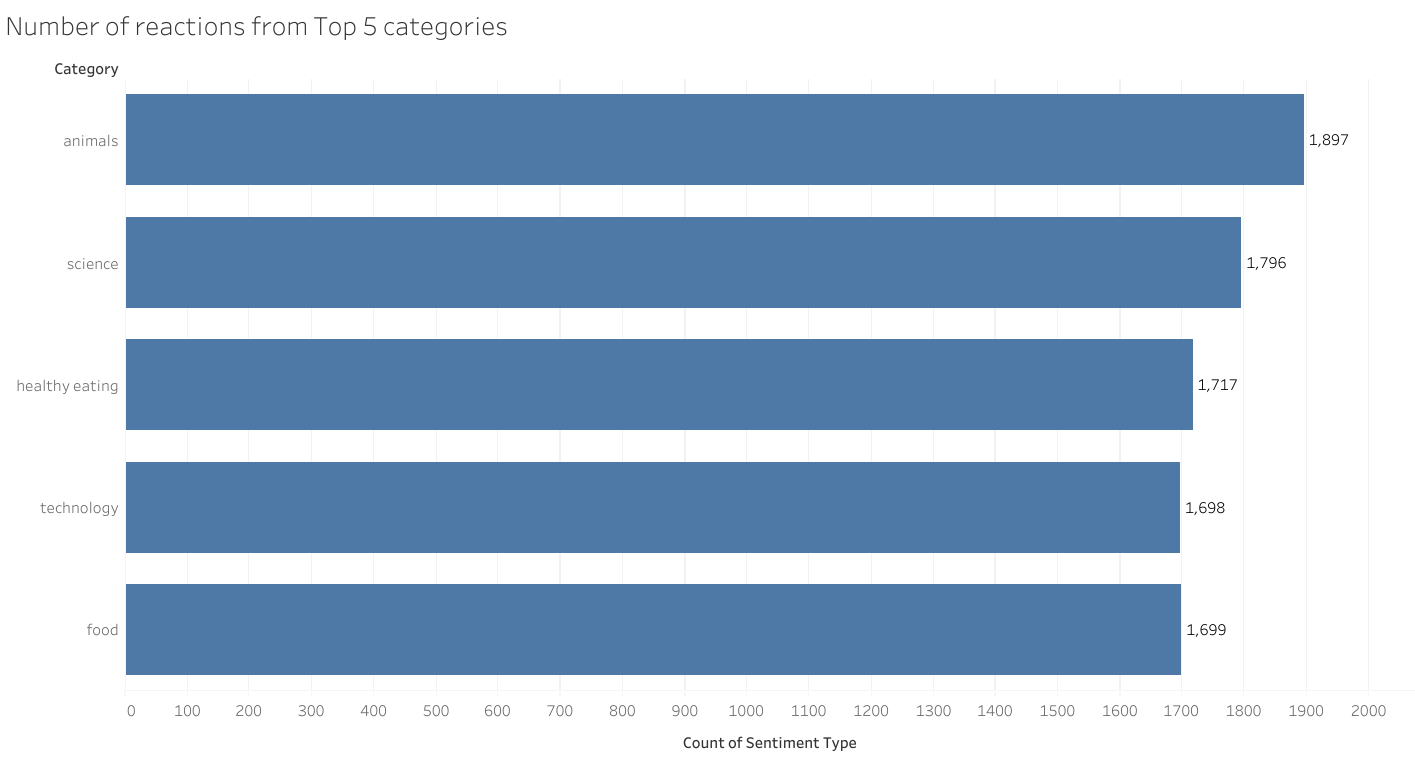 Number of reactions from Top 5 categories
Category
animals 1,897
science 1,796
healthy eating 1,717
technology 1,698
food 1,699
0 100 200 300 400 500 600 700 800 900 1000 1100 1200 1300 1400 1500 1600 1700 1800 1900 2000
Count of Sentiment Type